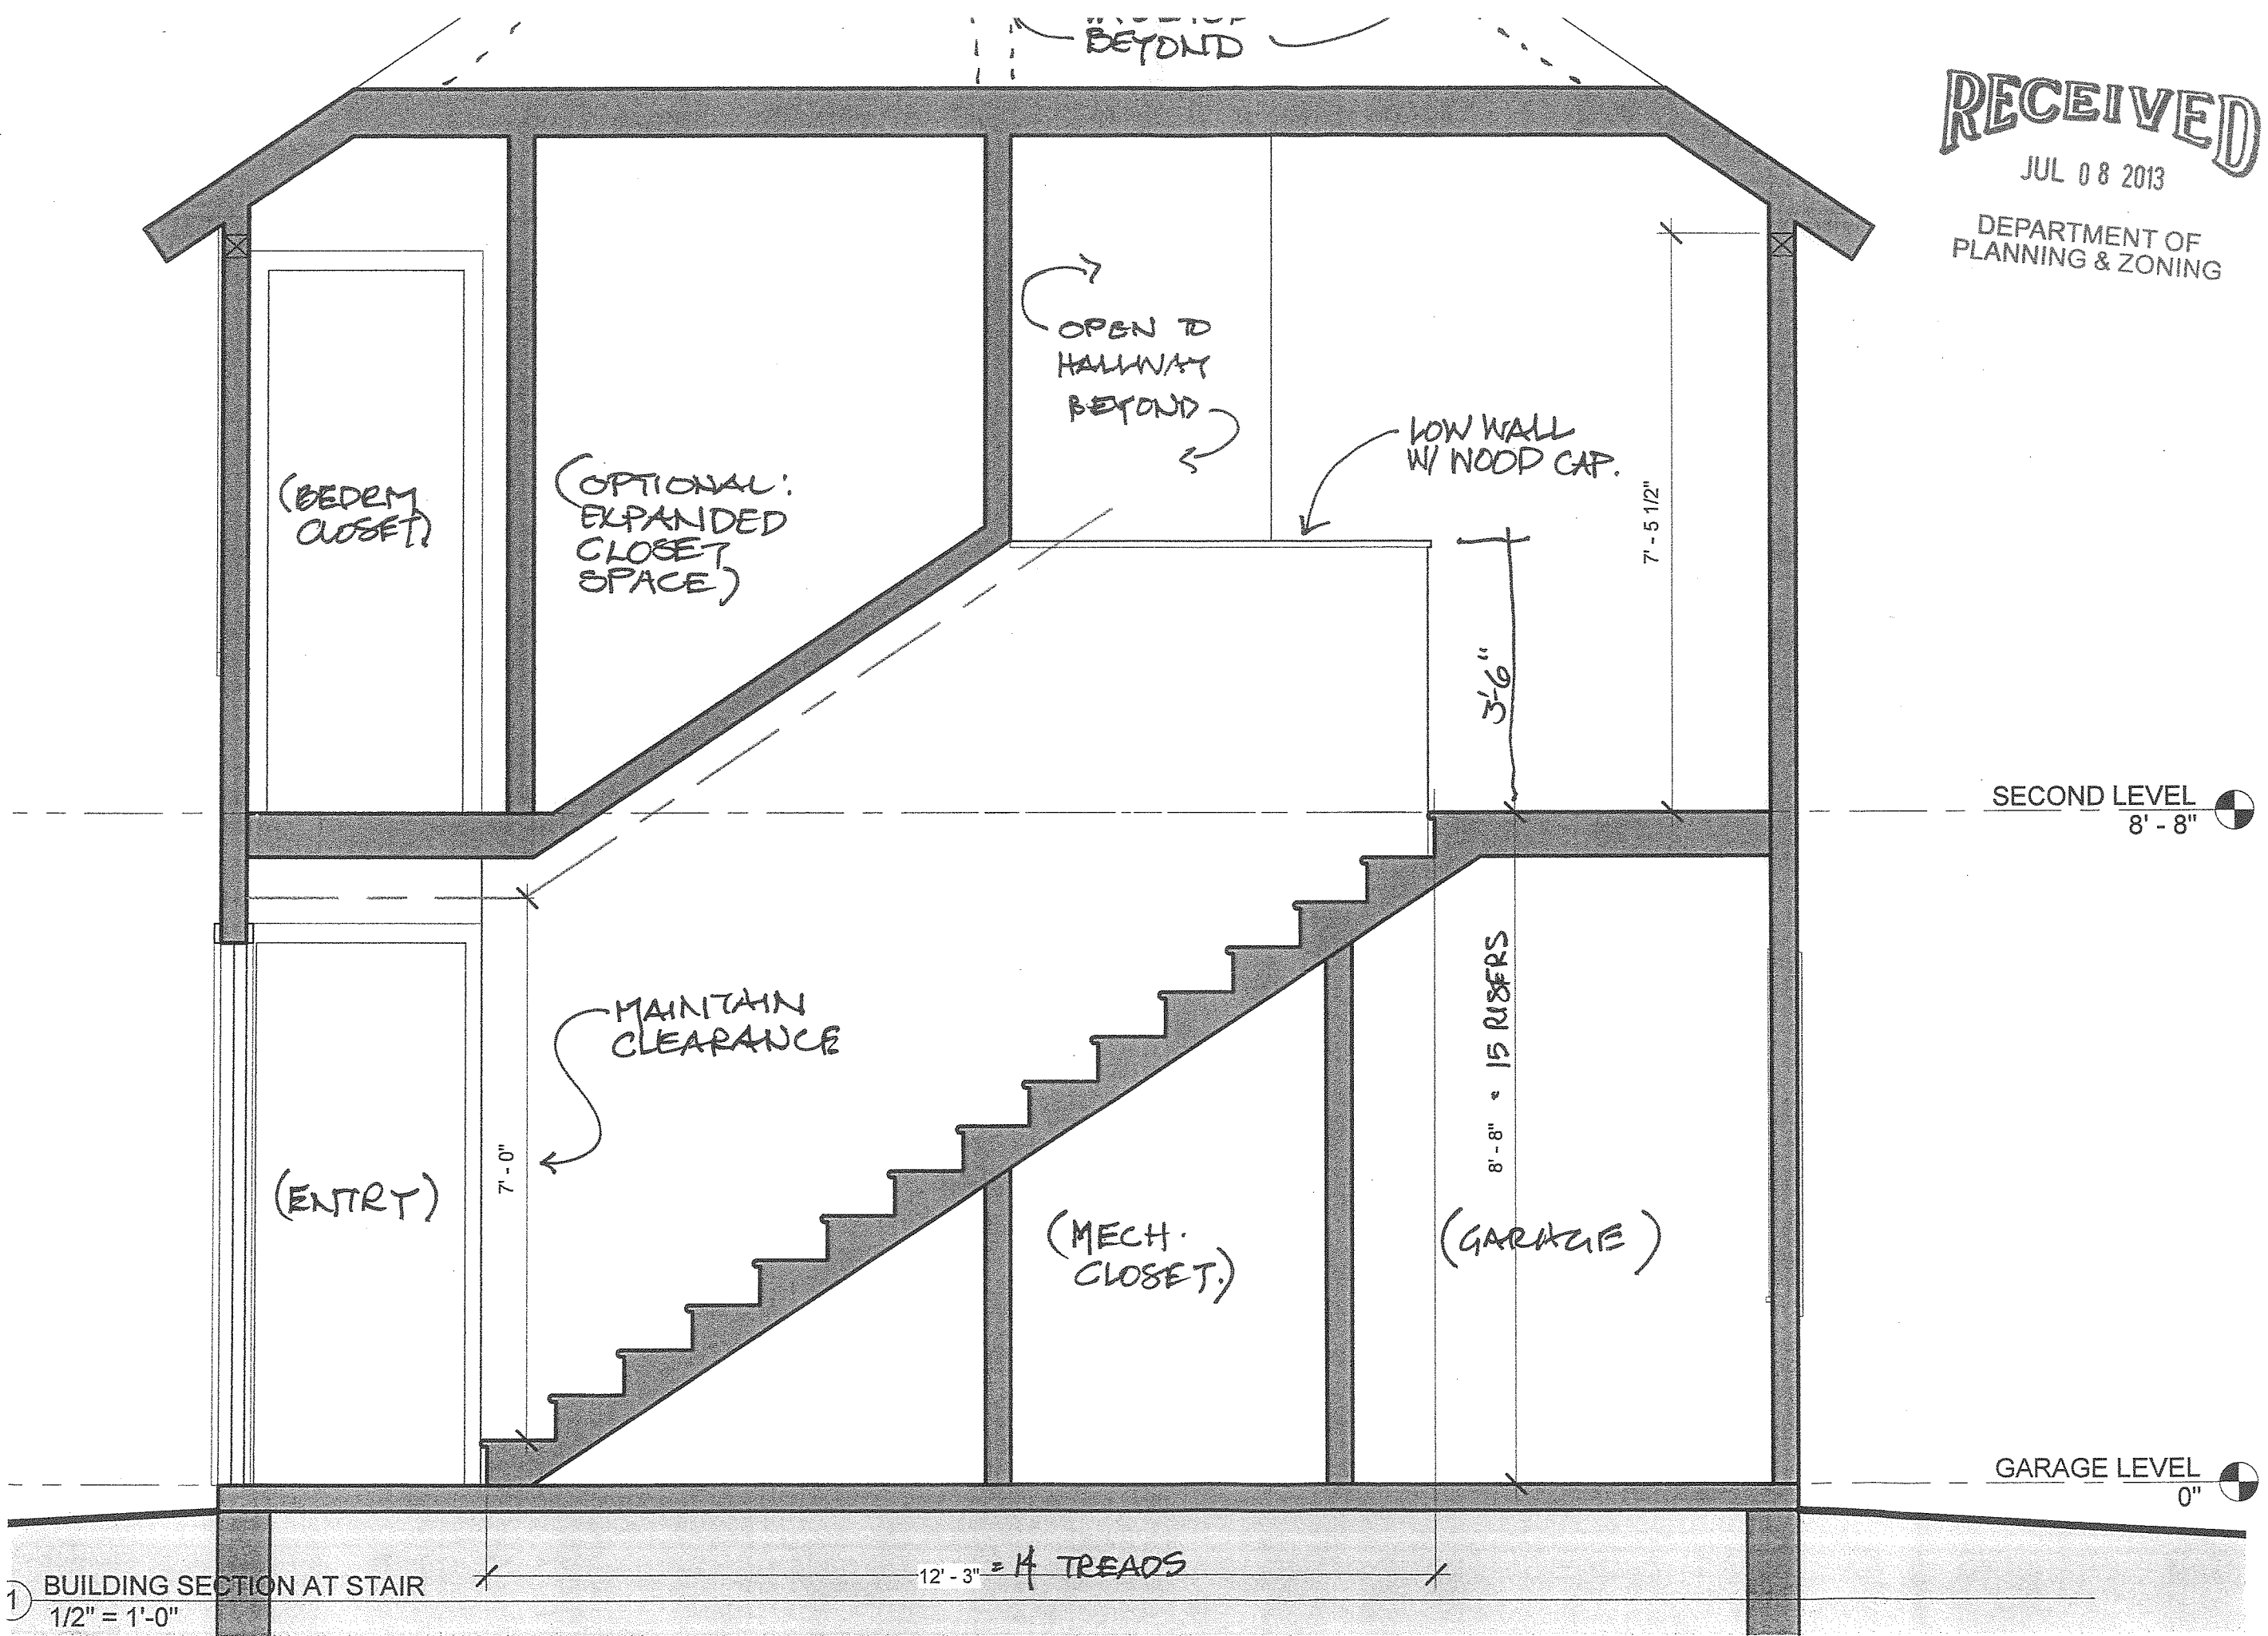 BEYOND
RECEIVED
JUL 08 2013
DEPARTMENT OF
PLANNING & ZONING
OPEN TO
HALLWAY
BEYOND
LOW WALL
W/ WOOD CAP.
(BEDRM
CLOSET)
(OPTIONAL:
EXPANDED
CLOSET
SPACE)
7' - 5 1/2"
3'-6"
SECOND LEVEL
8' - 8"
MAINTAIN
CLEARANCE
7' - 0"
8' - 8" = 15 RISERS
(ENTRY)
(MECH.
CLOSET.)
(GARAGE)
GARAGE LEVEL
0"
12' - 3" = 14 TREADS
1 BUILDING SECTION AT STAIR
1/2" = 1'-0"